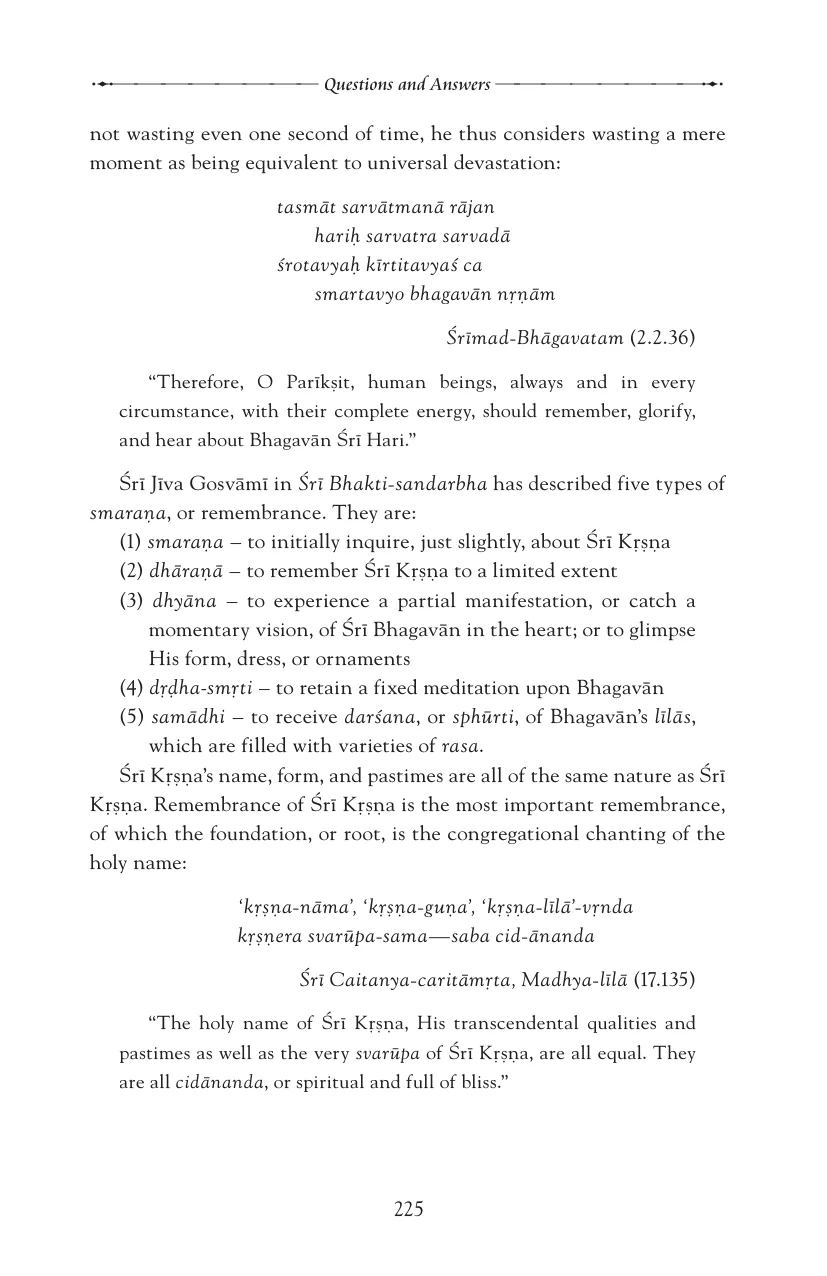 Questions and Answers
not wasting even one second of time, he thus considers wasting a mere
moment as being equivalent to universal devastation:
tasmāt sarvātmanā rājan
hariḥ sarvatra sarvadā
śrotavyaḥ kīrtitavyaś ca
smartavyo bhagavān nṛṇām
Śrīmad-Bhāgavatam (2.2.36)
“Therefore, O Parīkṣit, human beings, always and in every
circumstance, with their complete energy, should remember, glorify,
and hear about Bhagavān Śrī Hari.”
Śrī Jīva Gosvāmī in Śrī Bhakti-sandarbha has described five types of
smaraṇa, or remembrance. They are:
(1) smaraṇa – to initially inquire, just slightly, about Śrī Kṛṣṇa
(2) dhāraṇā – to remember Śrī Kṛṣṇa to a limited extent
(3) dhyāna – to experience a partial manifestation, or catch a
momentary vision, of Śrī Bhagavān in the heart; or to glimpse
His form, dress, or ornaments
(4) dṛḍha-smṛti – to retain a fixed meditation upon Bhagavān
(5) samādhi – to receive darśana, or sphūrti, of Bhagavān’s līlās,
which are filled with varieties of rasa.
Śrī Kṛṣṇa’s name, form, and pastimes are all of the same nature as Śrī
Kṛṣṇa. Remembrance of Śrī Kṛṣṇa is the most important remembrance,
of which the foundation, or root, is the congregational chanting of the
holy name:
‘kṛṣṇa-nāma’, ‘kṛṣṇa-guṇa’, ‘kṛṣṇa-līlā’-vṛnda
kṛṣṇera svarūpa-sama—saba cid-ānanda
Śrī Caitanya-caritāmṛta, Madhya-līlā (17.135)
“The holy name of Śrī Kṛṣṇa, His transcendental qualities and
pastimes as well as the very svarūpa of Śrī Kṛṣṇa, are all equal. They
are all cidānanda, or spiritual and full of bliss.”
225